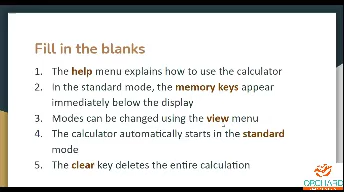 Fill in the blanks
1. The help menu explains how to use the calculator
2. In the standard mode, the memory keys appear
immediately below the display
3. Modes can be changed using the view menu
4. The calculator automatically starts in the standard
mode
5. The clear key deletes the entire calculation
ORCHARD